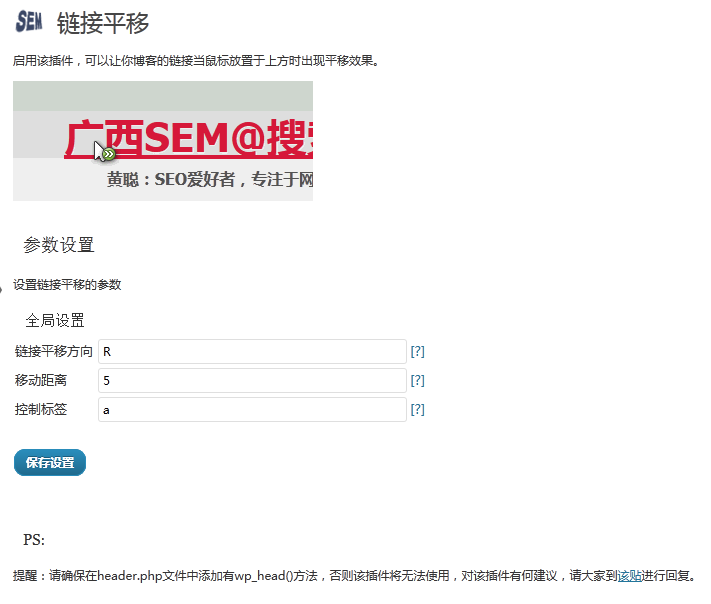 SEM 链接平移
启用该插件，可以让你博客的链接当鼠标放置于上方时出现平移效果。
广西SEM@搜
黄聪：SEO爱好者，专注于网
参数设置
设置链接平移的参数
全局设置
链接平移方向 R [?]
移动距离 5 [?]
控制标签 a [?]
保存设置
PS:
提醒：请确保在header.php文件中添加有wp_head()方法，否则该插件将无法使用，对该插件有何建议，请大家到该贴进行回复。